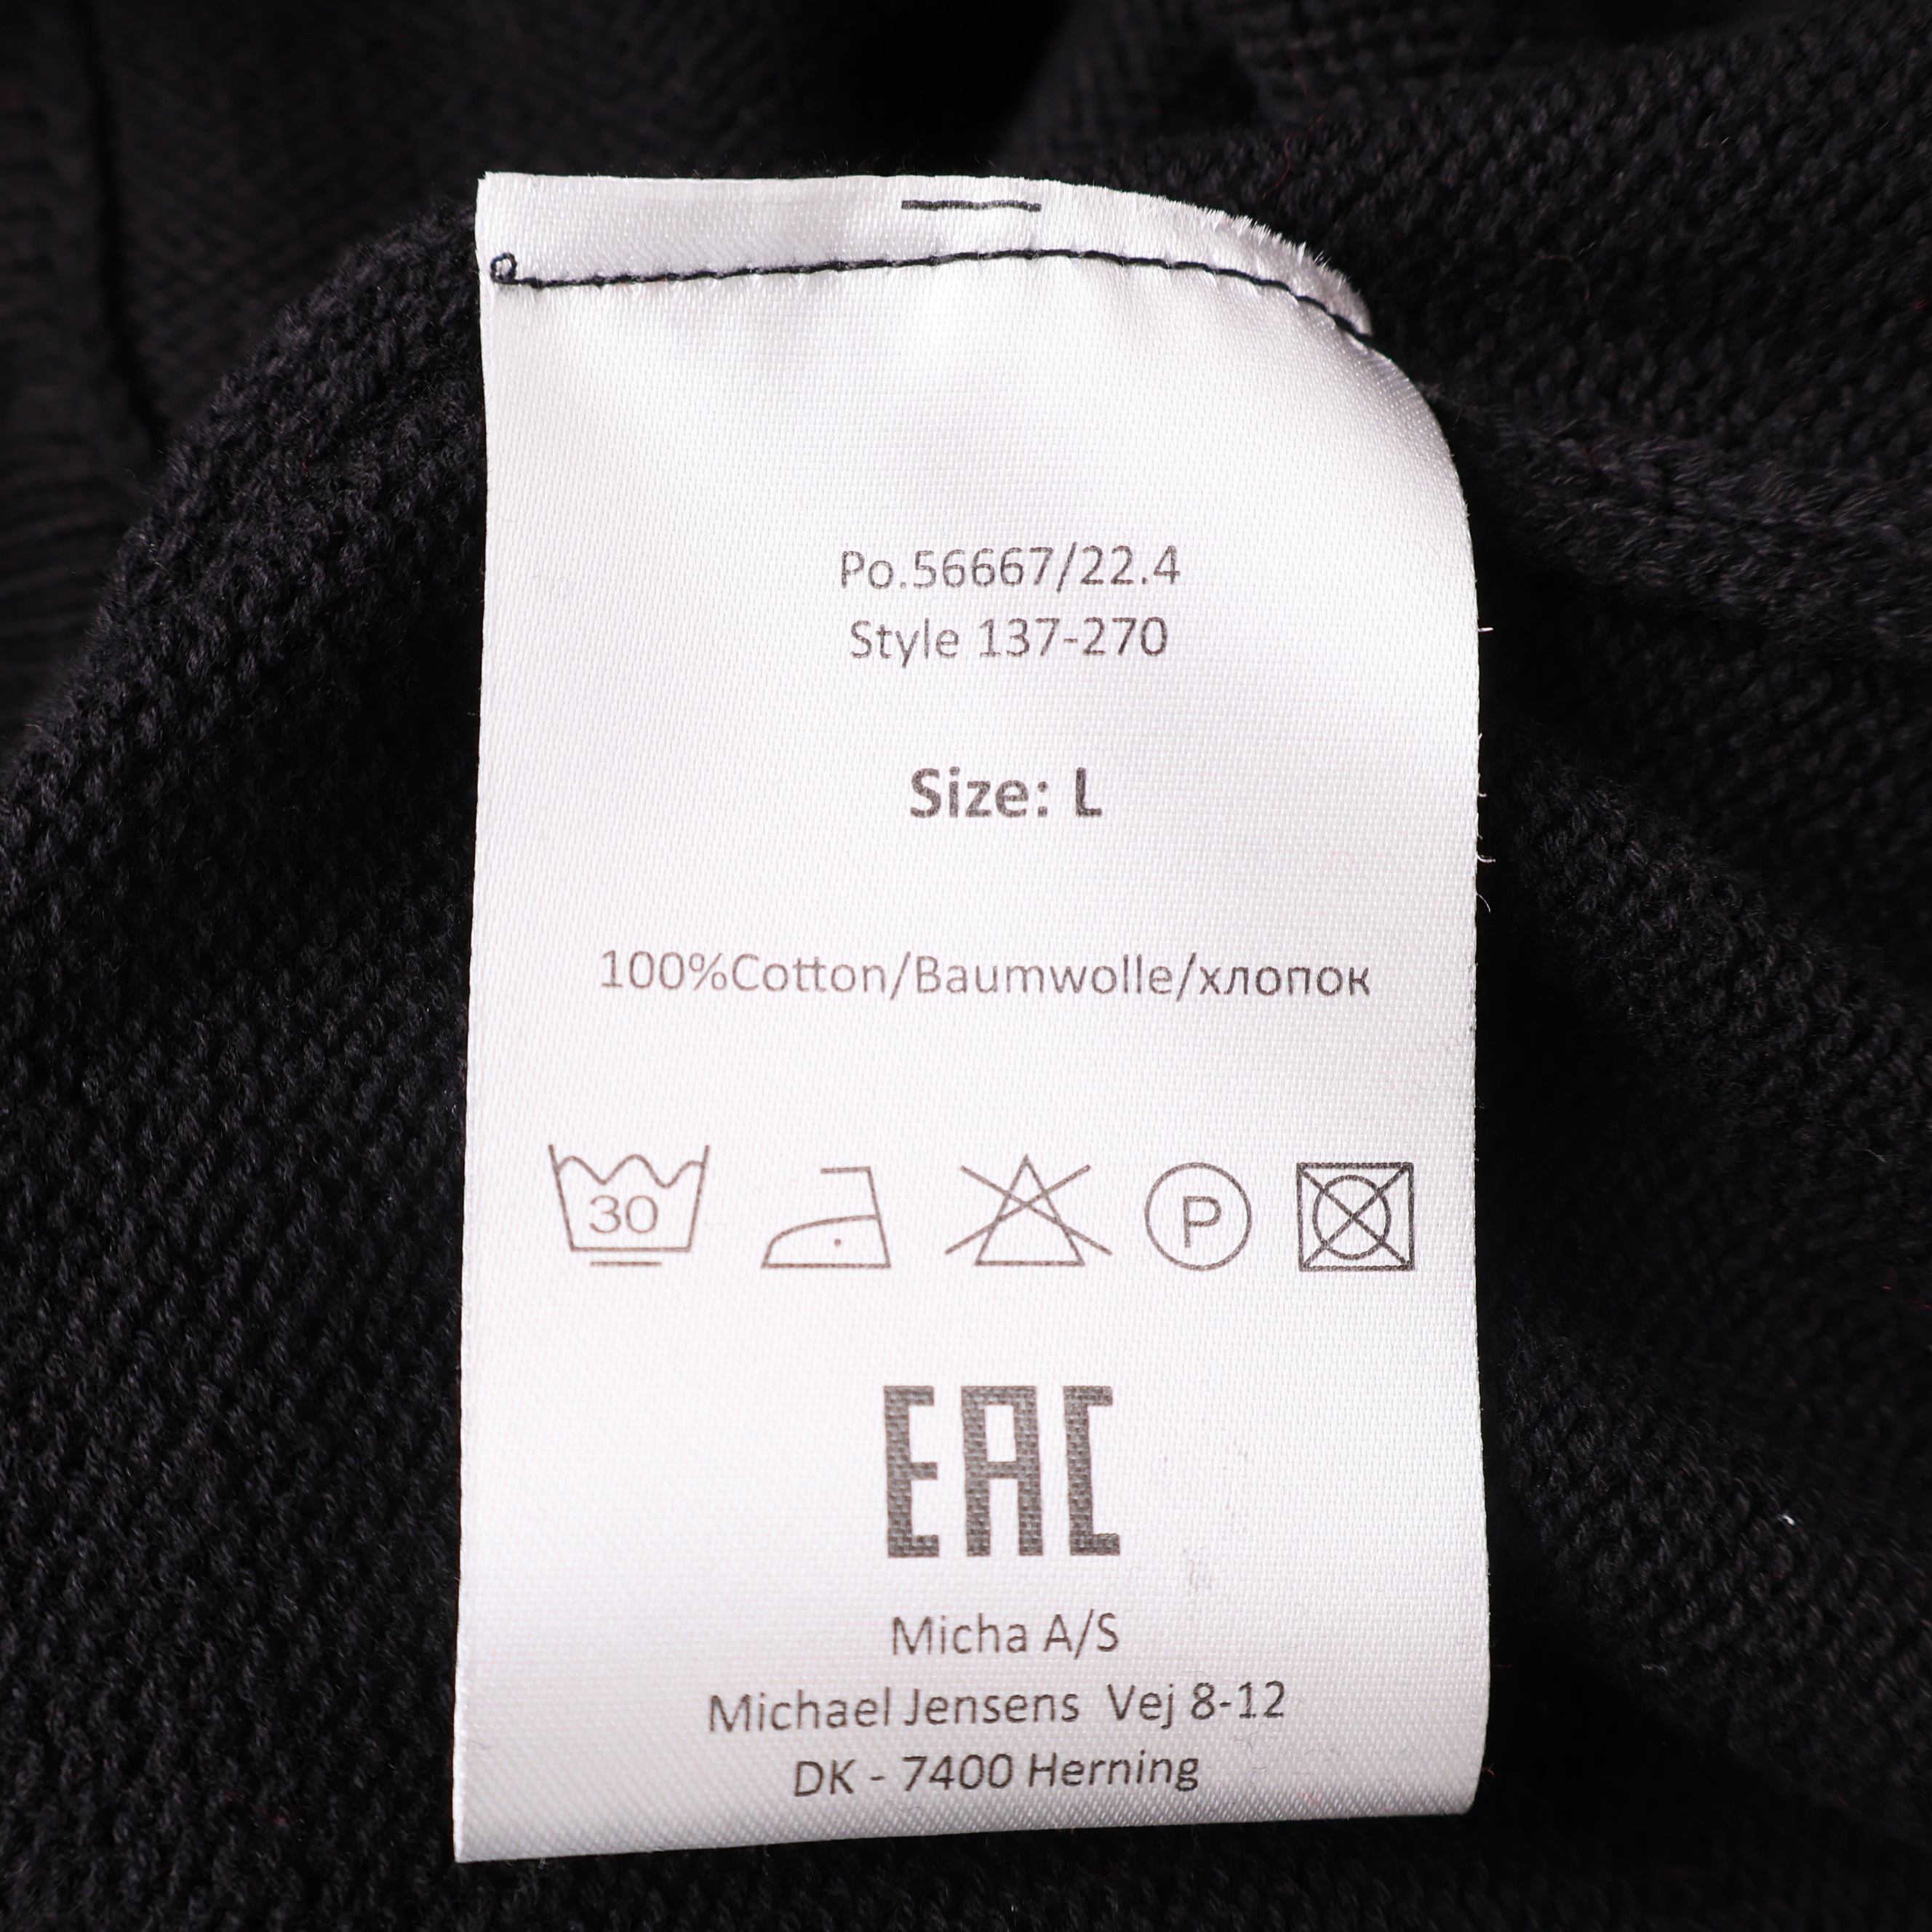 Po.56667/22.4
Style 137-270
Size: L
100%Cotton/Baumwolle/хлопок
30 P
EAC
Micha A/S
Michael Jensens Vej 8-12
DK - 7400 Herning